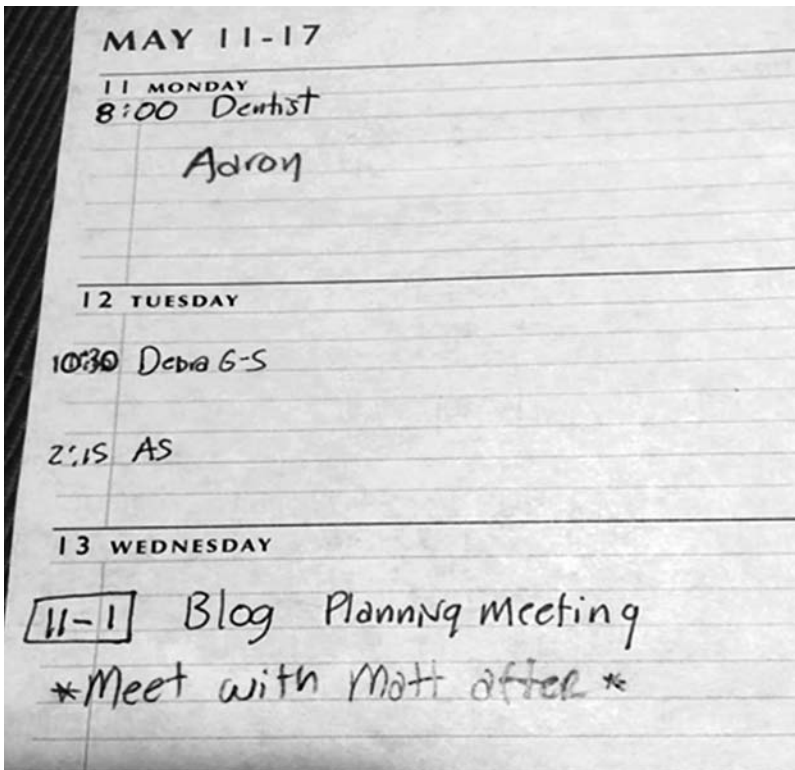 MAY 11-17
11 MONDAY
8:00 Dentist
Adron
12 TUESDAY
10:30 Debra G-S
2:15 AS
13 WEDNESDAY
11-1 Blog Planning Meeting
*Meet with Matt after*